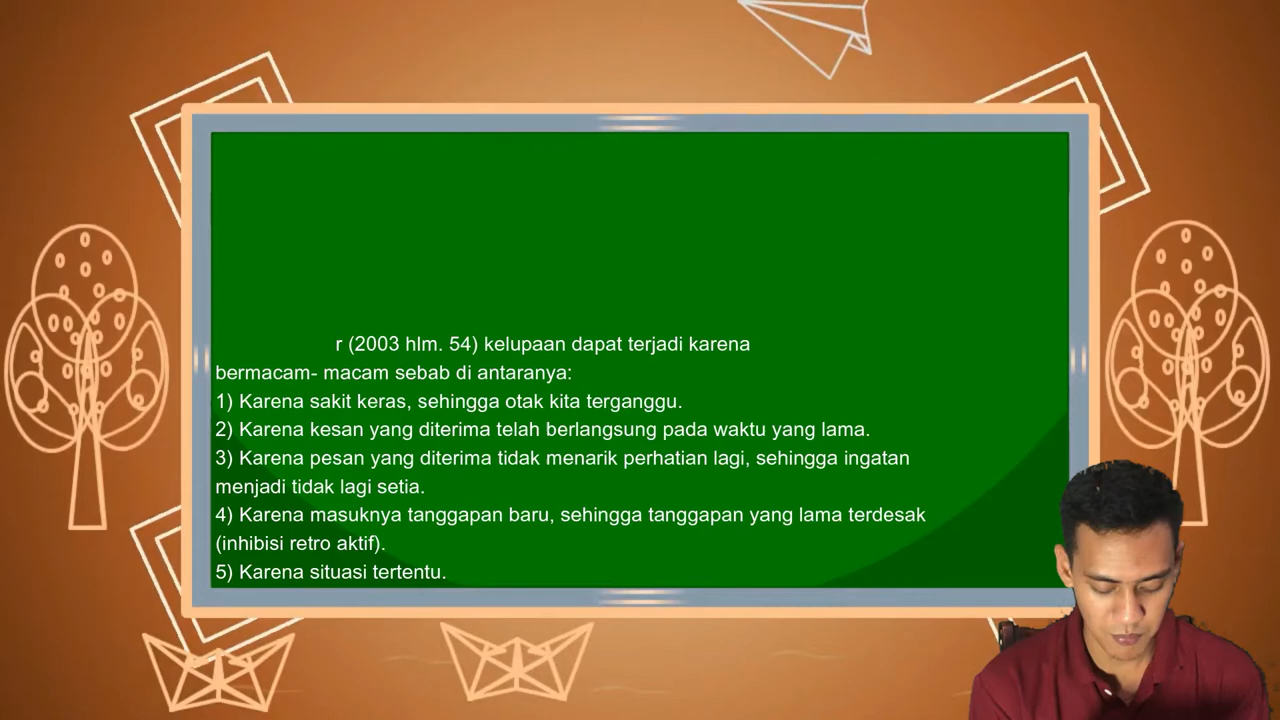 r (2003 hlm. 54) kelupaan dapat terjadi karena
bermacam- macam sebab di antaranya:
1) Karena sakit keras, sehingga otak kita terganggu.
2) Karena kesan yang diterima telah berlangsung pada waktu yang lama.
3) Karena pesan yang diterima tidak menarik perhatian lagi, sehingga ingatan
menjadi tidak lagi setia.
4) Karena masuknya tanggapan baru, sehingga tanggapan yang lama terdesak
(inhibisi retro aktif).
5) Karena situasi tertentu.